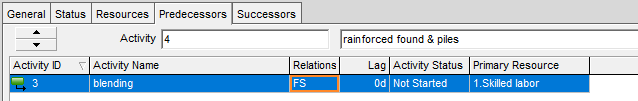 General Status Resources Predecessors Successors
Activity 4 rainforced found & piles
Activity ID Activity Name Relations Lag Activity Status Primary Resource
3 blending FS 0d Not Started 1.Skilled labor